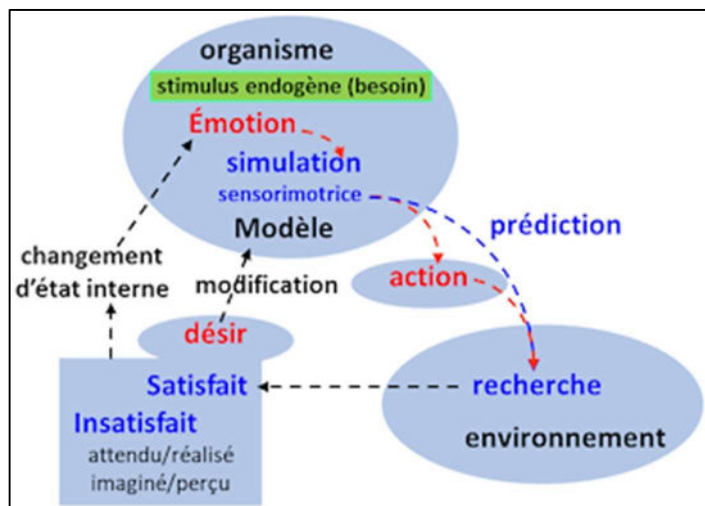 organisme
stimulus endogène (besoin)
Émotion
simulation
sensorimotrice
Modèle
prédiction
changement
d'état interne
modification
action
désir
Satisfait
Insatisfait
attendu/réalisé
imaginé/perçu
recherche
environnement